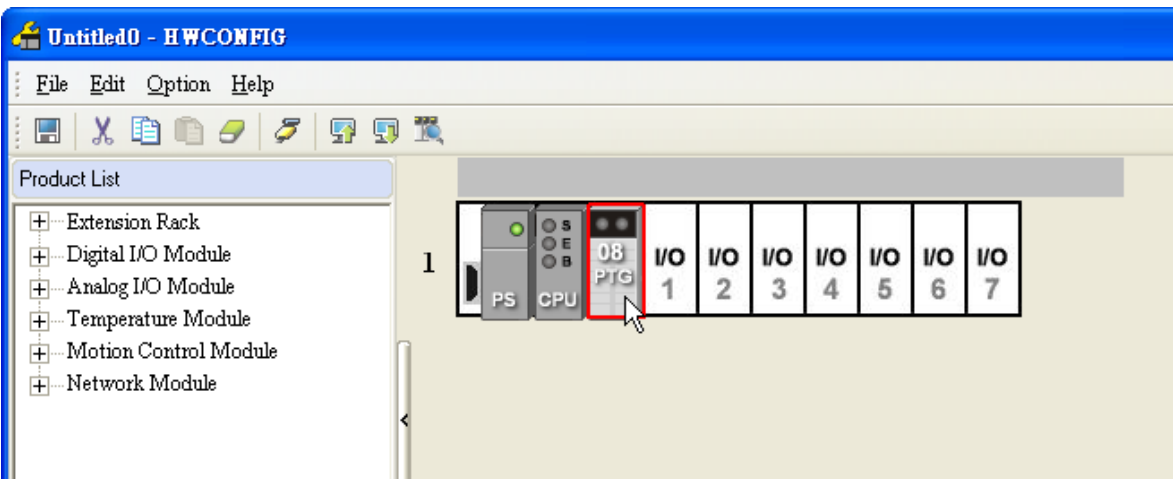 Untitled0 - HWCONFIG
File Edit Option Help
Product List
Extension Rack
Digital I/O Module
Analog I/O Module
Temperature Module
Motion Control Module
Network Module
1
PS
S
E
B
CPU
08
PTG
I/O 1
I/O 2
I/O 3
I/O 4
I/O 5
I/O 6
I/O 7